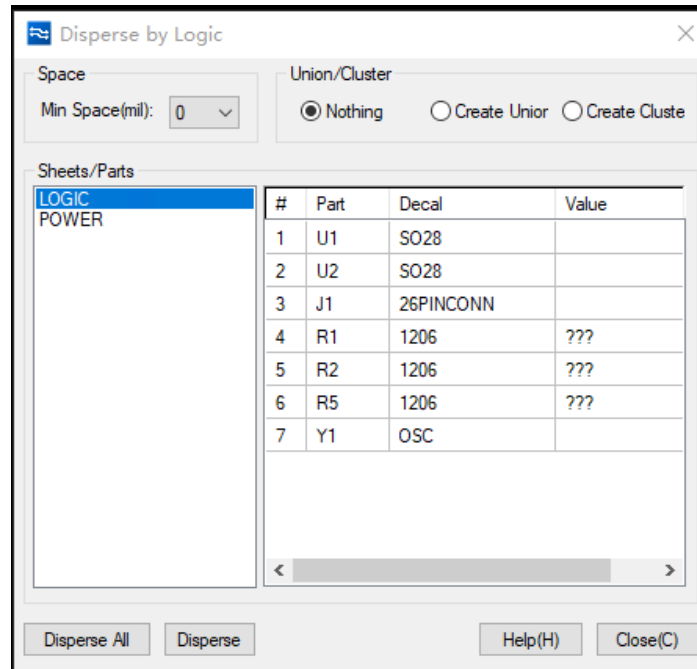 Disperse by Logic
Space
Min Space(mil): 0
Union/Cluster
Nothing Create Unior Create Cluste
Sheets/Parts
LOGIC
POWER
# Part Decal Value
1 U1 SO28
2 U2 SO28
3 J1 26PINCONN
4 R1 1206 ???
5 R2 1206 ???
6 R5 1206 ???
7 Y1 OSC
Disperse All Disperse Help(H) Close(C)